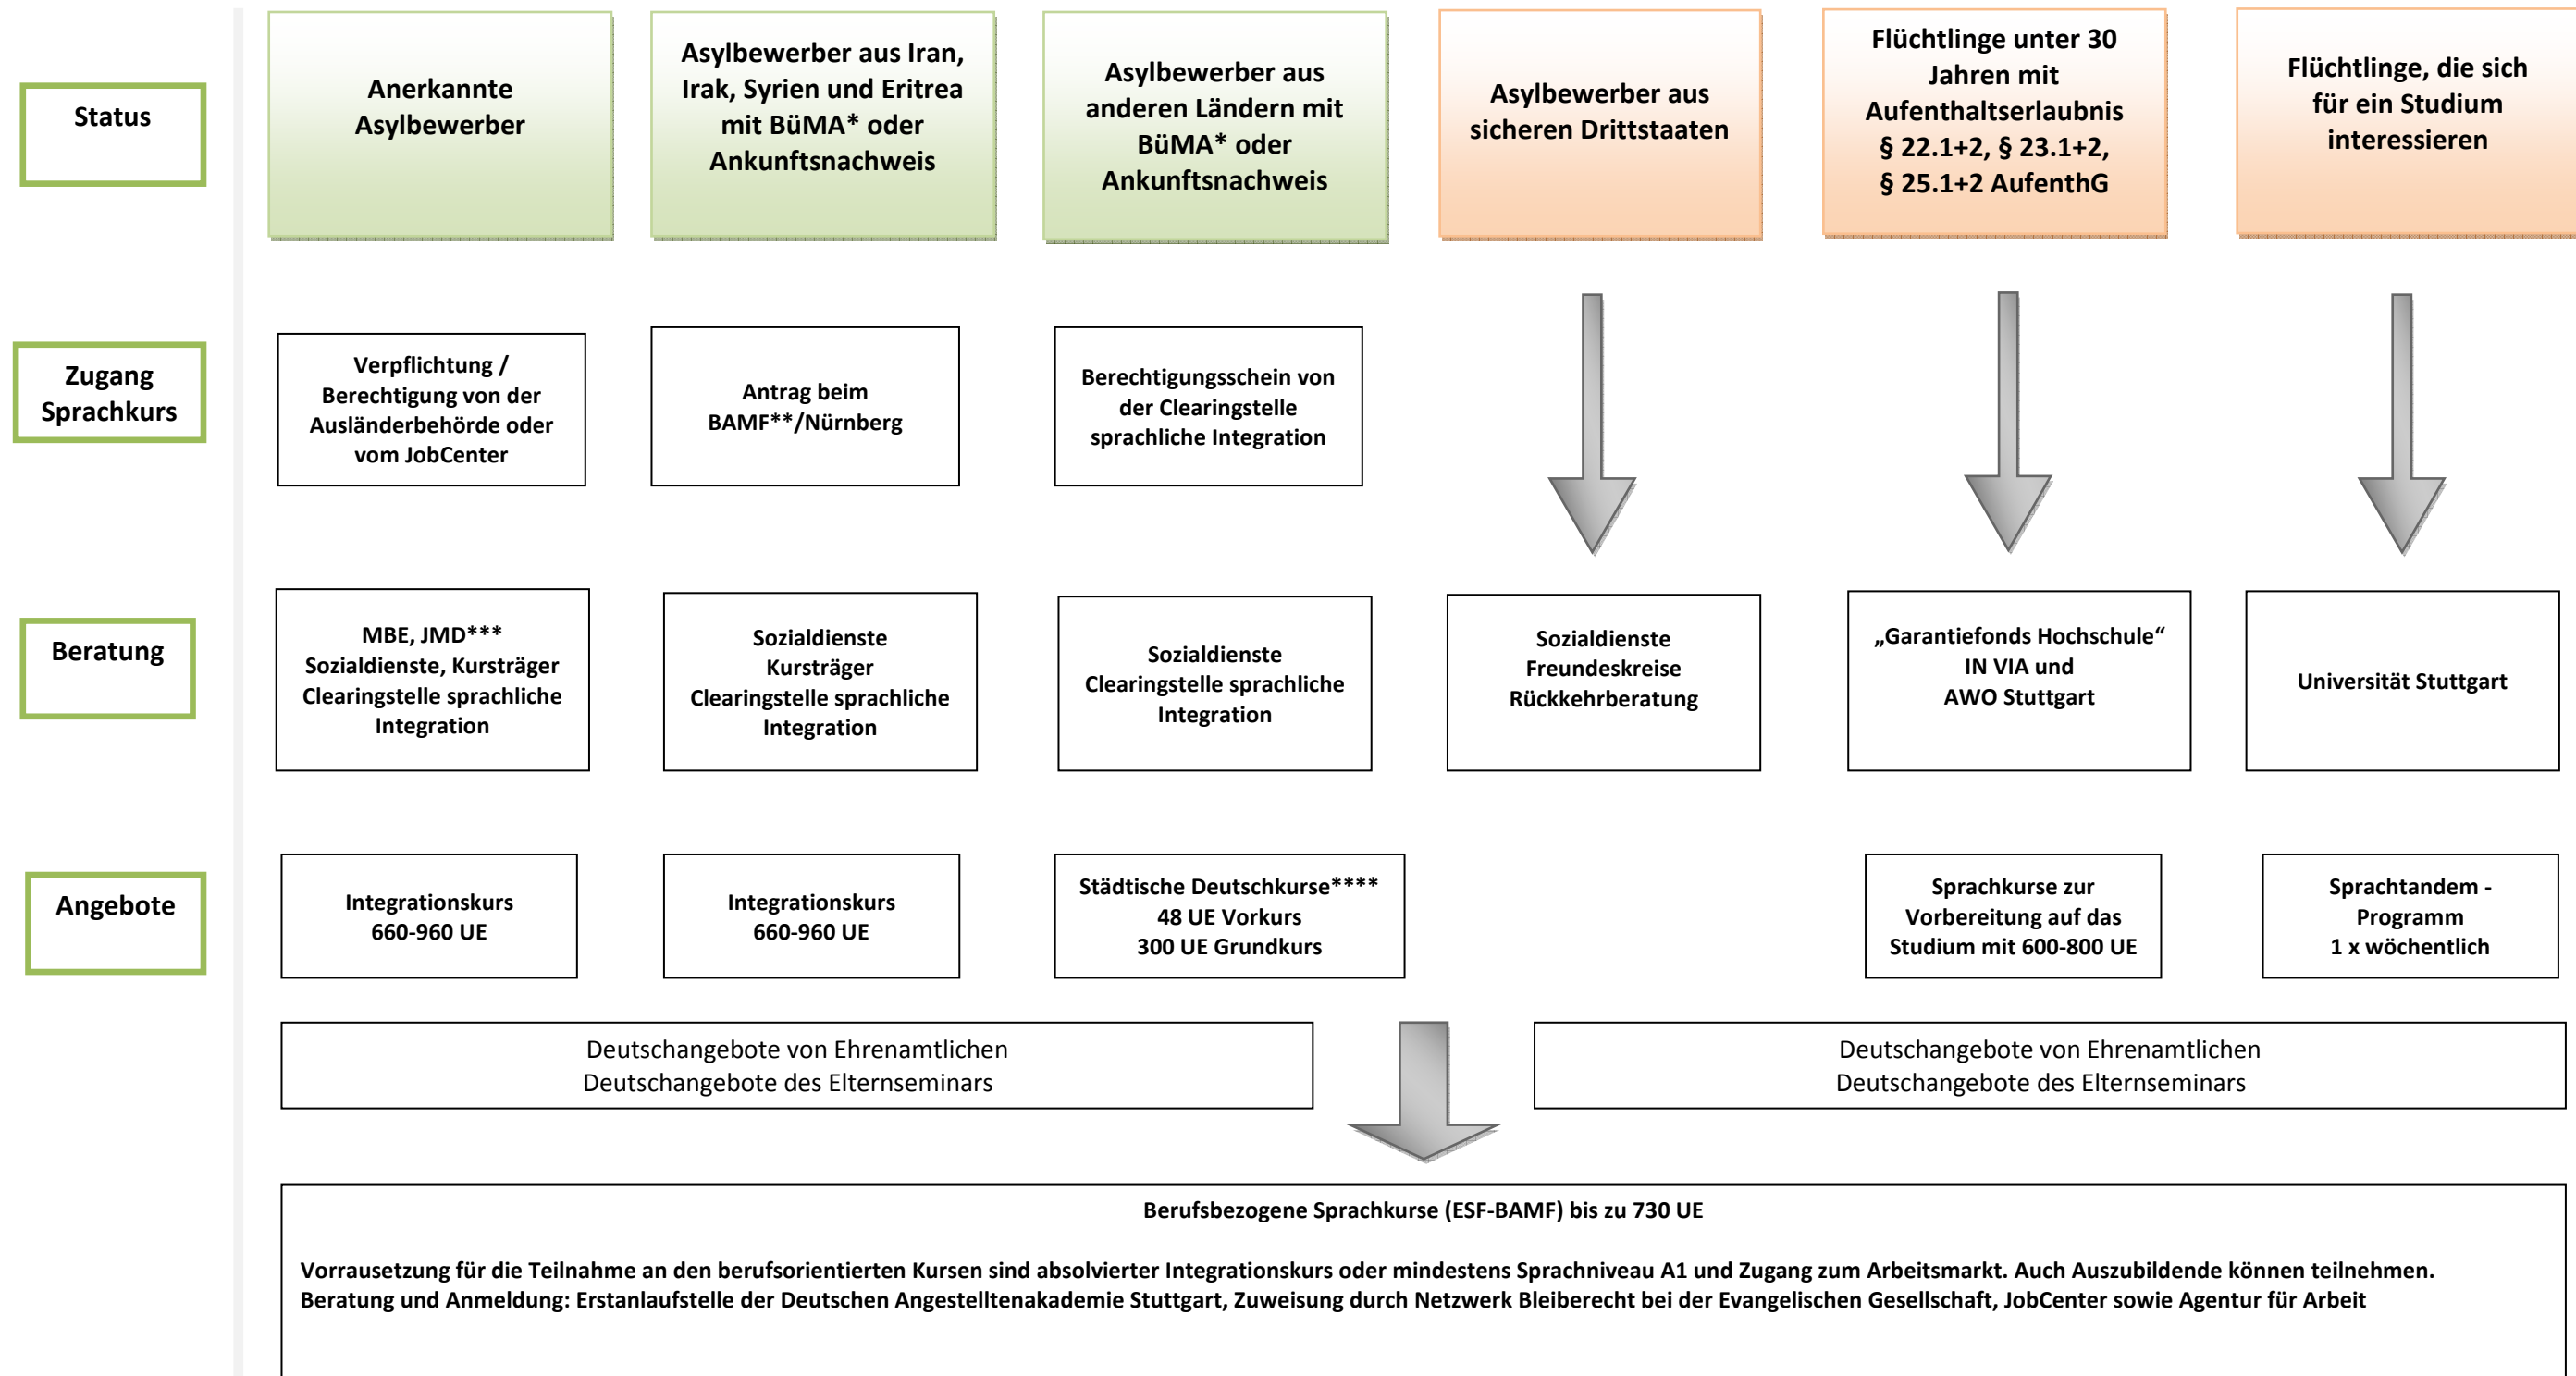 Status
Anerkannte
Asylbewerber
Asylbewerber aus Iran,
Irak, Syrien und Eritrea
mit BüMA* oder
Ankunftsnachweis
Asylbewerber aus
anderen Ländern mit
BüMA* oder
Ankunftsnachweis
Asylbewerber aus
sicheren Drittstaaten
Flüchtlinge unter 30
Jahren mit
Aufenthaltserlaubnis
§ 22.1+2, § 23.1+2,
§ 25.1+2 AufenthG
Flüchtlinge, die sich
für ein Studium
interessieren
Zugang
Sprachkurs
Verpflichtung /
Berechtigung von der
Ausländerbehörde oder
vom JobCenter
Antrag beim
BAMF**/Nürnberg
Berechtigungsschein von
der Clearingstelle
sprachliche Integration
Beratung
MBE, JMD***
Sozialdienste, Kursträger
Clearingstelle sprachliche
Integration
Sozialdienste
Kursträger
Clearingstelle sprachliche
Integration
Sozialdienste
Clearingstelle sprachliche
Integration
Sozialdienste
Freundeskreise
Rückkehrberatung
„Garantiefonds Hochschule“
IN VIA und
AWO Stuttgart
Universität Stuttgart
Angebote
Integrationskurs
660-960 UE
Integrationskurs
660-960 UE
Städtische Deutschkurse****
48 UE Vorkurs
300 UE Grundkurs
Sprachkurse zur
Vorbereitung auf das
Studium mit 600-800 UE
Sprachtandem -
Programm
1 x wöchentlich
Deutschangebote von Ehrenamtlichen
Deutschangebote des Elternseminars
Deutschangebote von Ehrenamtlichen
Deutschangebote des Elternseminars
Berufsbezogene Sprachkurse (ESF-BAMF) bis zu 730 UE
Vorrausetzung für die Teilnahme an den berufsorientierten Kursen sind absolvierter Integrationskurs oder mindestens Sprachniveau A1 und Zugang zum Arbeitsmarkt. Auch Auszubildende können teilnehmen.
Beratung und Anmeldung: Erstanlaufstelle der Deutschen Angestelltenakademie Stuttgart, Zuweisung durch Netzwerk Bleiberecht bei der Evangelischen Gesellschaft, JobCenter sowie Agentur für Arbeit